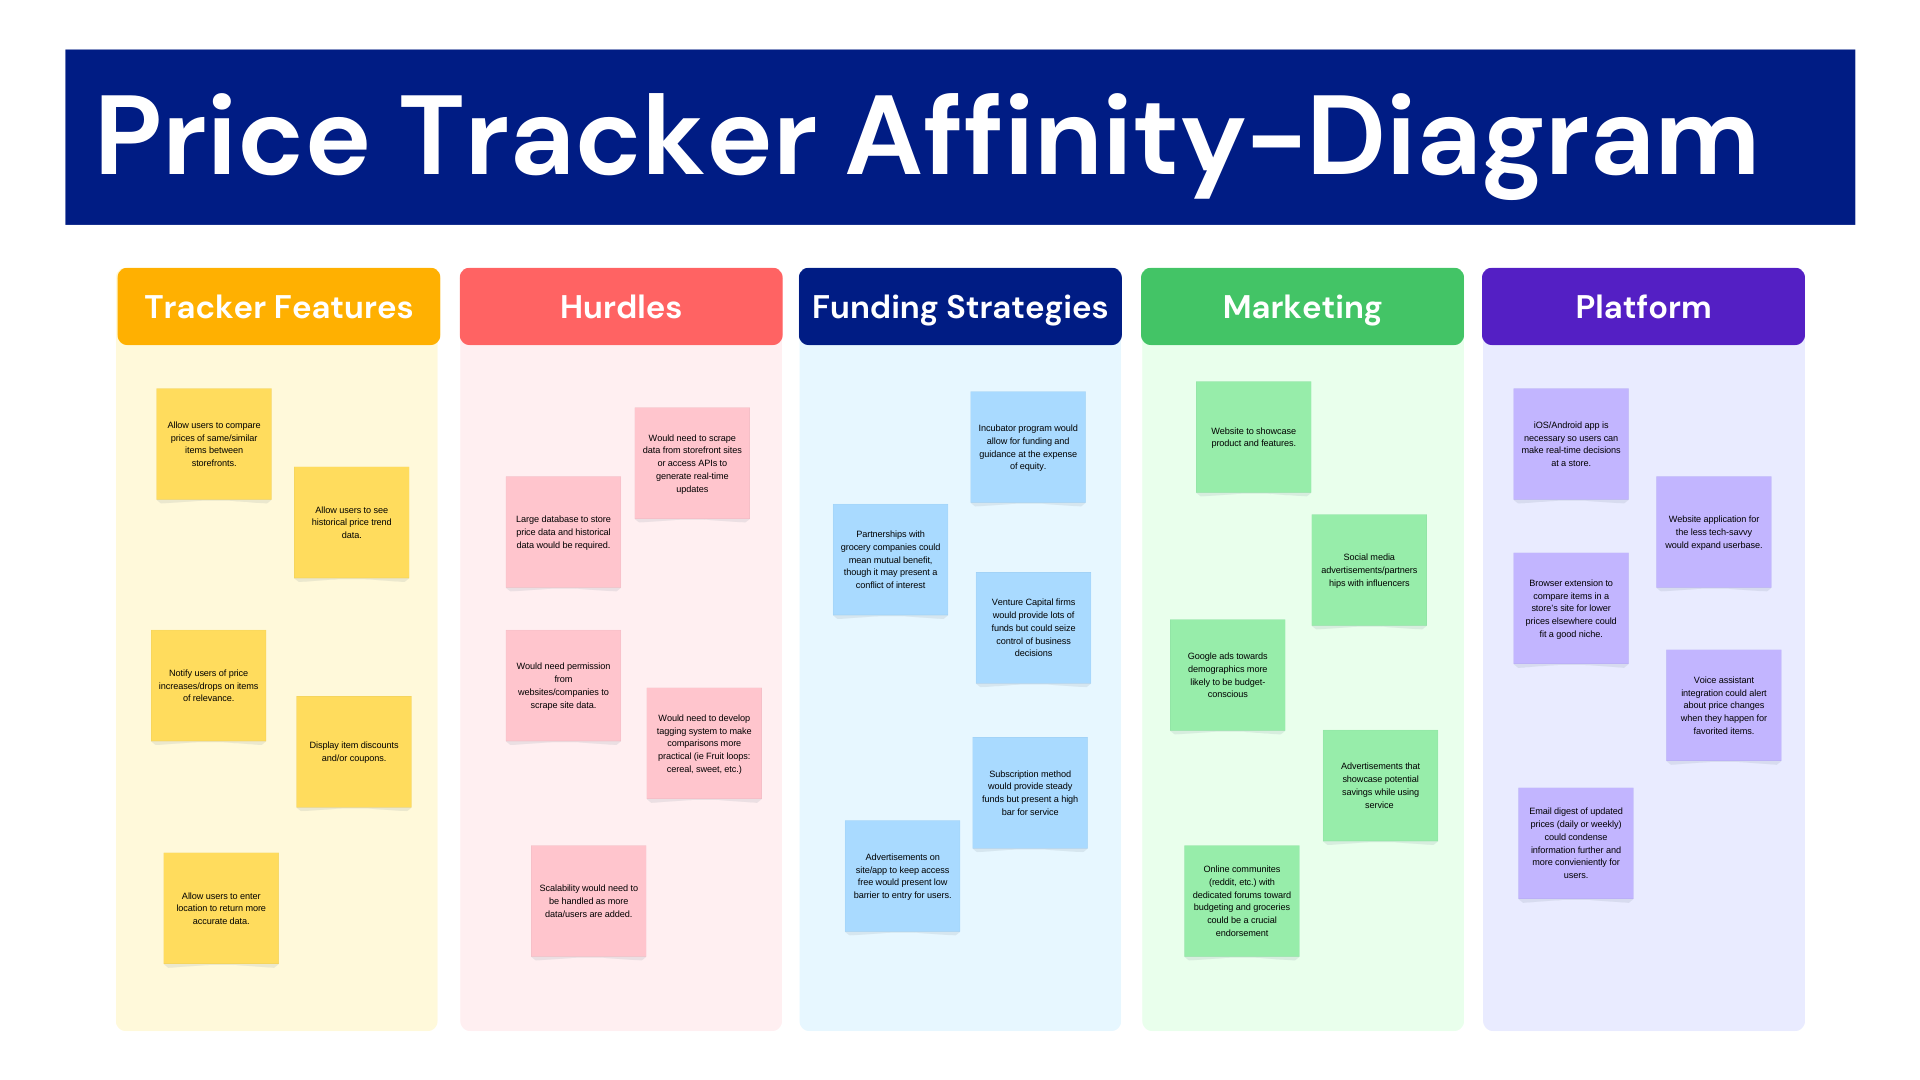 Price Tracker Affinity-Diagram
Tracker Features
Allow users to compare
prices of same/similar
items between
storefronts.
Allow users to see
historical price trend
data.
Notify users of price
increases/drops on items
of relevance.
Display item discounts
and/or coupons.
Allow users to enter
location to return more
accurate data.
Hurdles
Would need to scrape
data from storefront sites
or access APIs to
generate real-time
updates
Large database to store
price data and historical
data would be required.
Would need permission
from
websites/companies to
scrape site data.
Would need to develop
tagging system to make
comparisons more
practical (ie Fruit loops:
cereal, sweet, etc.)
Scalability would need to
be handled as more
data/users are added.
Funding Strategies
Incubator program would
allow for funding and
guidance at the expense
of equity.
Partnerships with
grocery companies could
mean mutual benefit,
though it may present a
conflict of interest
Venture Capital firms
would provide lots of
funds but could seize
control of business
decisions
Subscription method
would provide steady
funds but present a high
bar for service
Advertisements on
site/app to keep access
free would present low
barrier to entry for users.
Marketing
Website to showcase
product and features.
Social media
advertisements/partners
hips with influencers
Google ads towards
demographics more
likely to be budget-
conscious
Advertisements that
showcase potential
savings while using
service
Online communites
(reddit, etc.) with
dedicated forums toward
budgeting and groceries
could be a crucial
endorsement
Platform
iOS/Android app is
necessary so users can
make real-time decisions
at a store.
Website application for
the less tech-savvy
would expand userbase.
Browser extension to
compare items in a
store's site for lower
prices elsewhere could
fit a good niche.
Voice assistant
integration could alert
about price changes
when they happen for
favorited items.
Email digest of updated
prices (daily or weekly)
could condense
information further and
more convieniently for
users.